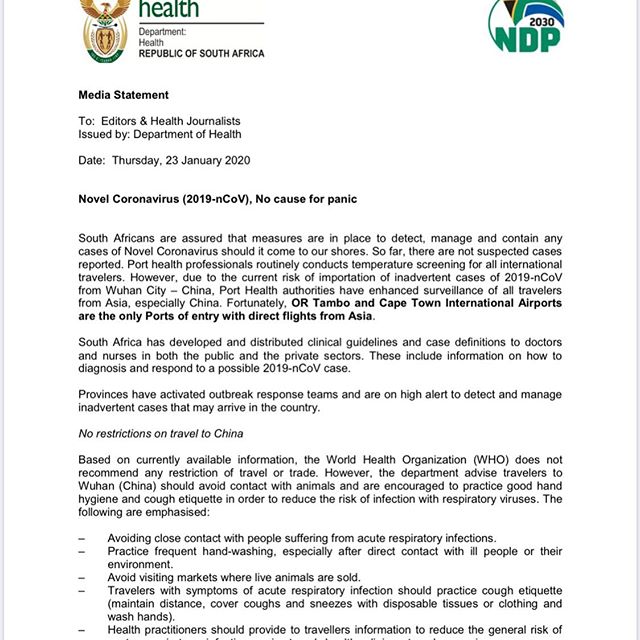 health
2030
NDP
Department:
Health
REPUBLIC OF SOUTH AFRICA
Media Statement
To: Editors & Health Journalists
Issued by: Department of Health
Date: Thursday, 23 January 2020
Novel Coronavirus (2019-nCoV), No cause for panic
South Africans are assured that measures are in place to detect, manage and contain any
cases of Novel Coronavirus should it come to our shores. So far, there are not suspected cases
reported. Port health professionals routinely conducts temperature screening for all international
travelers. However, due to the current risk of importation of inadvertent cases of 2019-nCoV
from Wuhan City – China, Port Health authorities have enhanced surveillance of all travelers
from Asia, especially China. Fortunately, OR Tambo and Cape Town International Airports
are the only Ports of entry with direct flights from Asia.
South Africa has developed and distributed clinical guidelines and case definitions to doctors
and nurses in both the public and the private sectors. These include information on how to
diagnosis and respond to a possible 2019-nCoV case.
Provinces have activated outbreak response teams and are on high alert to detect and manage
inadvertent cases that may arrive in the country.
No restrictions on travel to China
Based on currently available information, the World Health Organization (WHO) does not
recommend any restriction of travel or trade. However, the department advise travelers to
Wuhan (China) should avoid contact with animals and are encouraged to practice good hand
hygiene and cough etiquette in order to reduce the risk of infection with respiratory viruses. The
following are emphasised:
– Avoiding close contact with people suffering from acute respiratory infections.
– Practice frequent hand-washing, especially after direct contact with ill people or their
environment.
– Avoid visiting markets where live animals are sold.
– Travelers with symptoms of acute respiratory infection should practice cough etiquette
(maintain distance, cover coughs and sneezes with disposable tissues or clothing and
wash hands).
– Health practitioners should provide to travellers information to reduce the general risk of